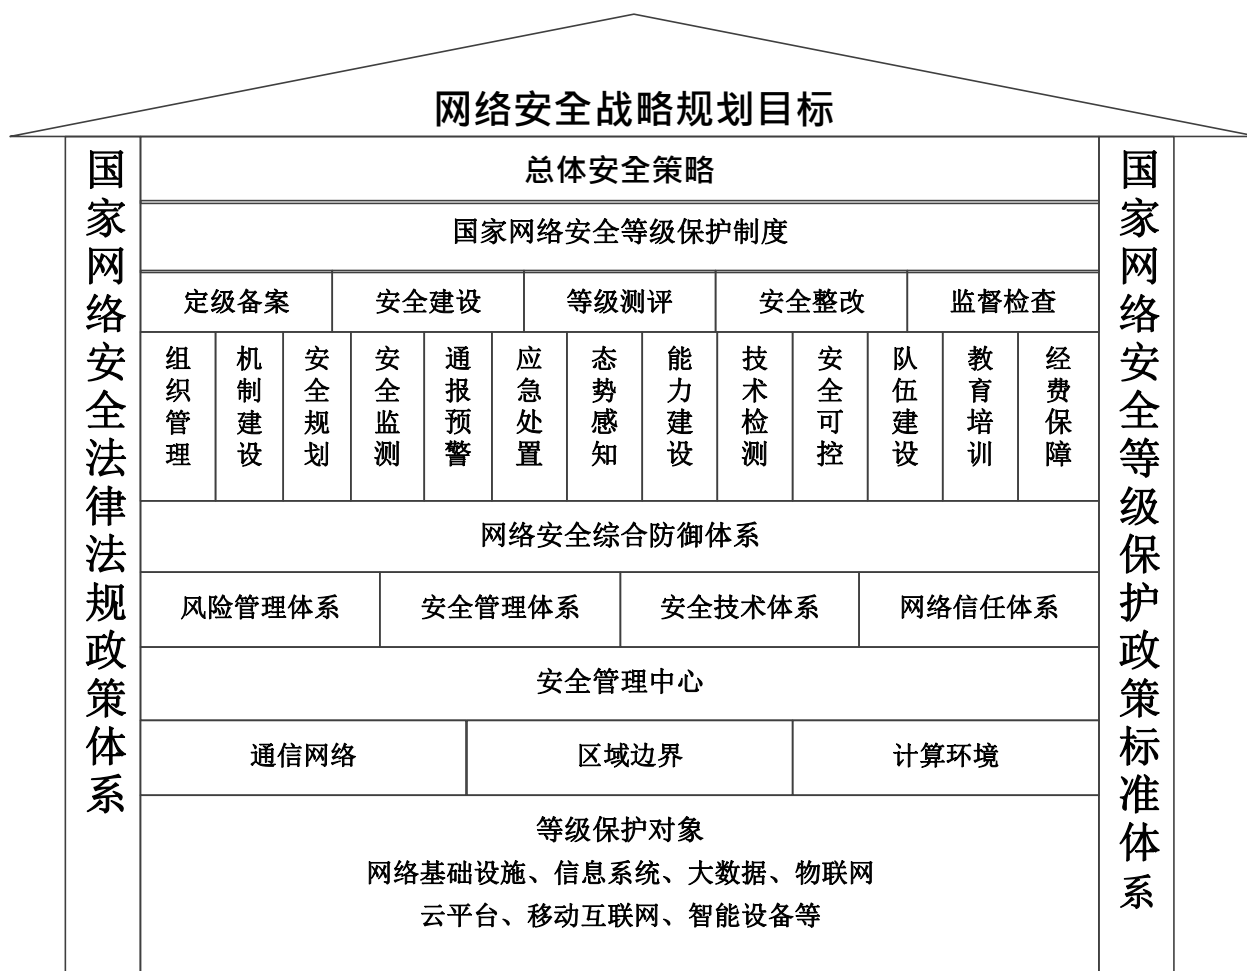 网络安全战略规划目标
国家网络安全法律法规政策体系
总体安全策略
国家网络安全等级保护制度
定级备案
安全建设
等级测评
安全整改
监督检查
组织管理
机制建设
安全规划
安全监测
通报预警
应急处置
态势感知
能力建设
技术检测
安全可控
队伍建设
教育培训
经费保障
网络安全综合防御体系
风险管理体系
安全管理体系
安全技术体系
网络信任体系
安全管理中心
通信网络
区域边界
计算环境
等级保护对象
网络基础设施、信息系统、大数据、物联网
云平台、移动互联网、智能设备等
国家网络安全等级保护政策标准体系